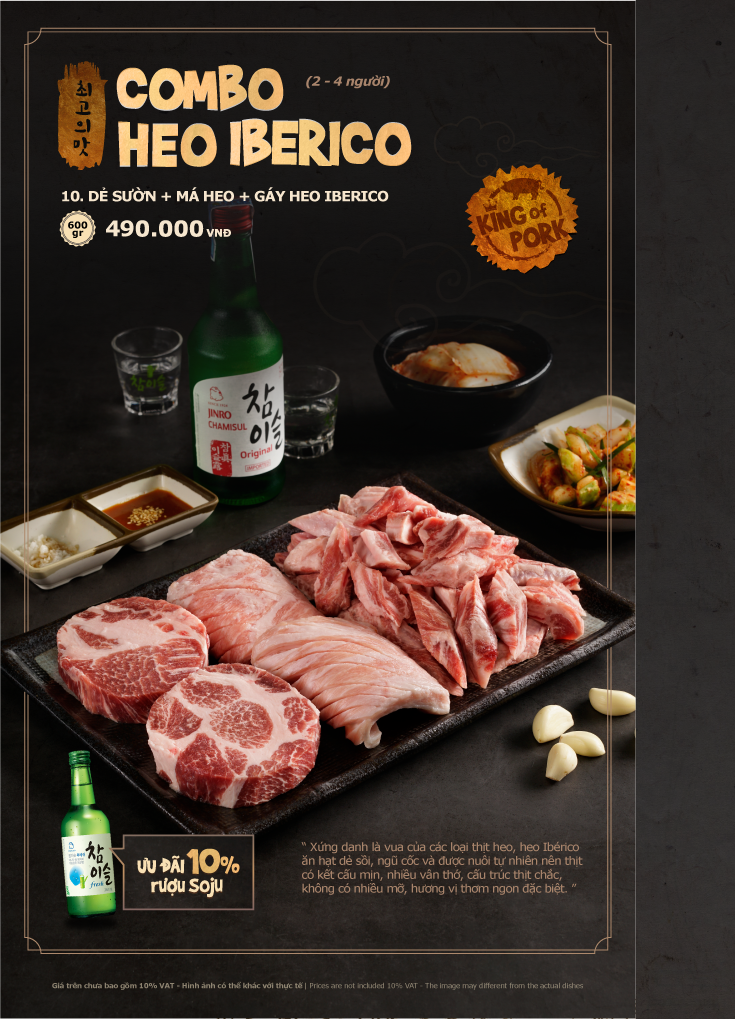 최고의맛
COMBO
(2 - 4 người)
HEO IBERICO
10. DẺ SƯỜN + MÁ HEO + GÁY HEO IBERICO
600
gr
490.000 VNĐ
KING of
PORK
참이슬
JINRO
CHAMISUL
참
이슬
Original
참
이슬
fresh
ƯU ĐÃI 10%
rượu Soju
“ Xứng danh là vua của các loại thịt heo, heo Ibérico
ăn hạt dẻ sồi, ngũ cốc và được nuôi tự nhiên nên thịt
có kết cấu mịn, nhiều vân thớ, cấu trúc thịt chắc,
không có nhiều mỡ, hương vị thơm ngon đặc biệt. ”
Giá trên chưa bao gồm 10% VAT - Hình ảnh có thể khác với thực tế | Prices are not included 10% VAT - The image may different from the actual dishes